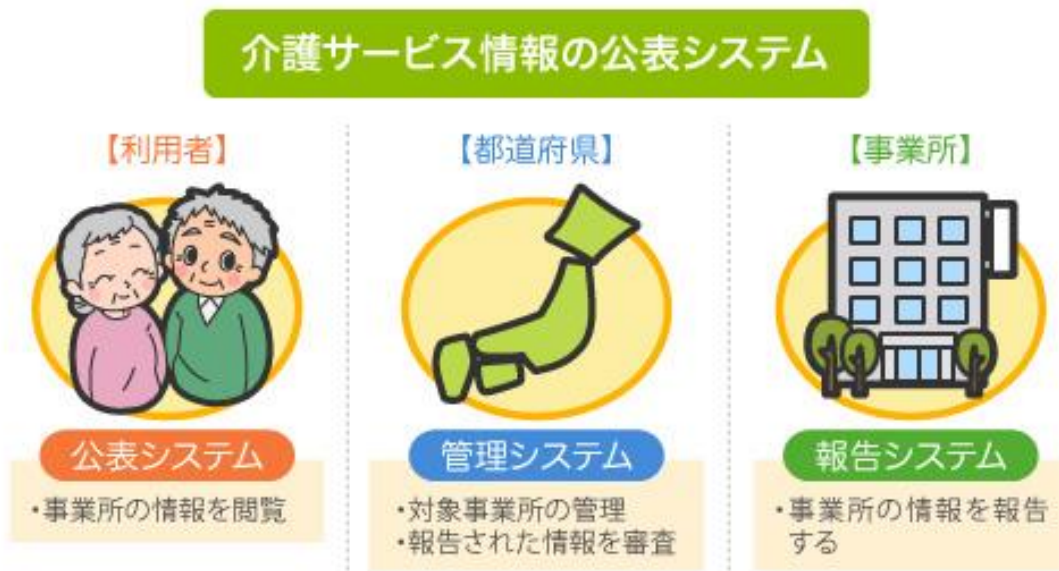 介護サービス情報の公表システム
【利用者】
公表システム
・事業所の情報を閲覧
【都道府県】
管理システム
・対象事業所の管理
・報告された情報を審査
【事業所】
報告システム
・事業所の情報を報告
する